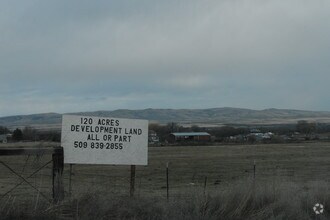 120 ACRES
DEVELOPMENT LAND
ALL OR PART
509 839-2855